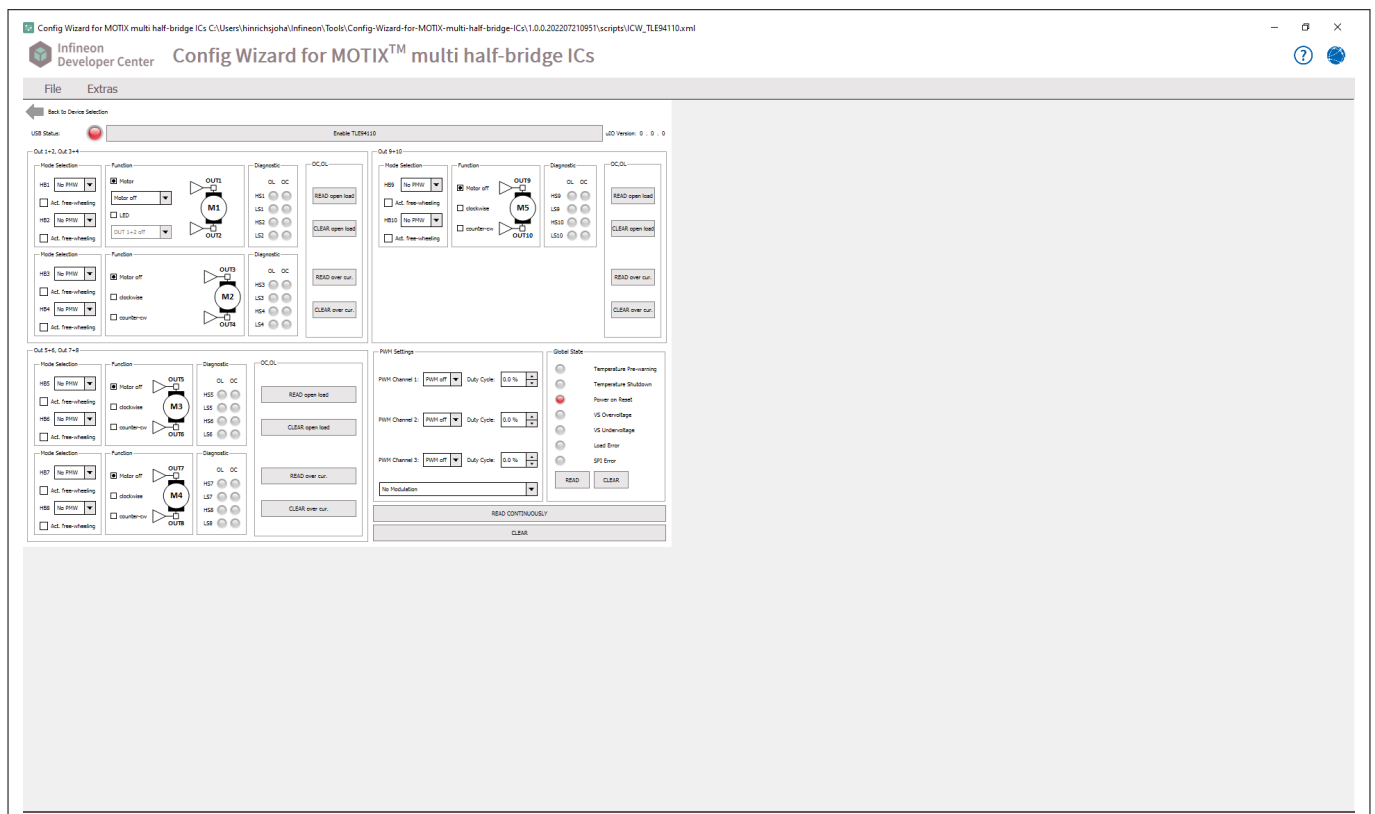 Config Wizard for MOTIX multi half-bridge ICs C:\Users\hinrichsjoha\Infineon\Tools\Config-Wizard-for-MOTIX-multi-half-bridge-ICs\1.0.0.202207210951\scripts\ICW_TLE94110.xml
Infineon
Developer Center
Config Wizard for MOTIX™ multi half-bridge ICs
File Extras
Back to Device Selection
USB Status:
Enable TLE94110
uIO Version: 0 . 0 . 0
Out 1+2, Out 3+4
Mode Selection
HB1 No PMW
Act. free-wheeling
HB2 No PMW
Act. free-wheeling
Function
Motor
Motor off
LED
OUT 1+2 off
OUT1
M1
OUT2
Diagnostic
OL OC
HS1
LS1
HS2
LS2
OC,OL
READ open load
CLEAR open load
READ over cur.
CLEAR over cur.
Mode Selection
HB3 No PMW
Act. free-wheeling
HB4 No PMW
Act. free-wheeling
Function
Motor off
clockwise
counter-cw
OUT3
M2
OUT4
Diagnostic
OL OC
HS3
LS3
HS4
LS4
Out 9+10
Mode Selection
HB9 No PMW
Act. free-wheeling
HB10 No PMW
Act. free-wheeling
Function
Motor off
clockwise
counter-cw
OUT9
M5
OUT10
Diagnostic
OL OC
HS9
LS9
HS10
LS10
OC,OL
READ open load
CLEAR open load
READ over cur.
CLEAR over cur.
Out 5+6, Out 7+8
Mode Selection
HB5 No PMW
Act. free-wheeling
HB6 No PMW
Act. free-wheeling
Function
Motor off
clockwise
counter-cw
OUT5
M3
OUT6
Diagnostic
OL OC
HS5
LS5
HS6
LS6
OC,OL
READ open load
CLEAR open load
READ over cur.
CLEAR over cur.
Mode Selection
HB7 No PMW
Act. free-wheeling
HB8 No PMW
Act. free-wheeling
Function
Motor off
clockwise
counter-cw
OUT7
M4
OUT8
Diagnostic
OL OC
HS7
LS7
HS8
LS8
PWM Settings
PWM Channel 1: PWM off Duty Cycle: 0.0 %
PWM Channel 2: PWM off Duty Cycle: 0.0 %
PWM Channel 3: PWM off Duty Cycle: 0.0 %
No Modulation
Global State
Temperature Pre-warning
Temperature Shutdown
Power on Reset
VS Overvoltage
VS Undervoltage
Load Error
SPI Error
READ CLEAR
READ CONTINUOUSLY
CLEAR